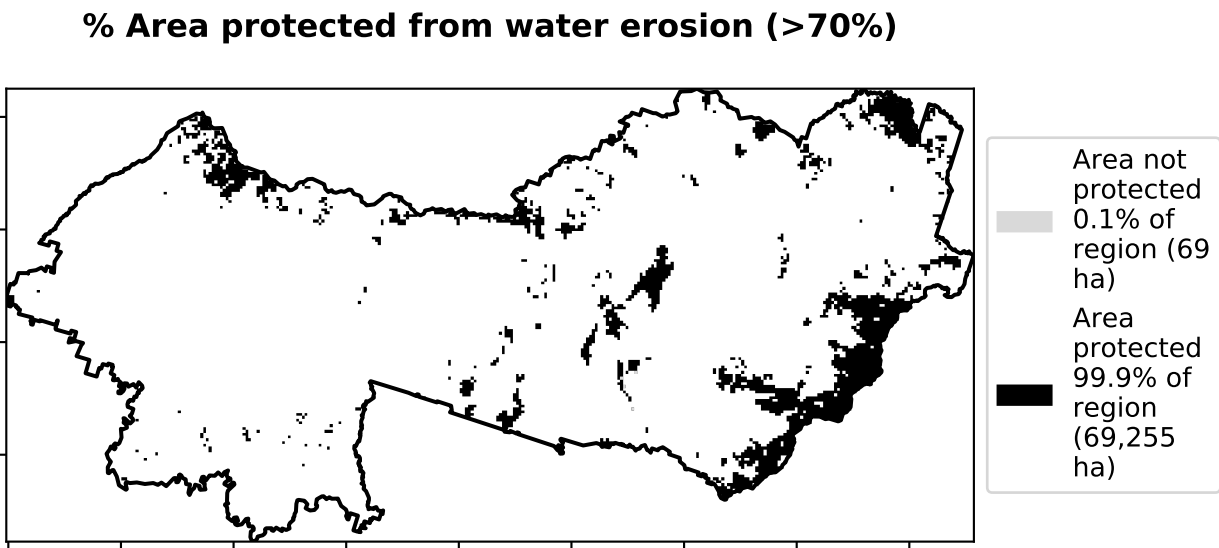 % Area protected from water erosion (>70%)
Area not
protected
0.1% of
region (69
ha)
Area
protected
99.9% of
region
(69,255
ha)